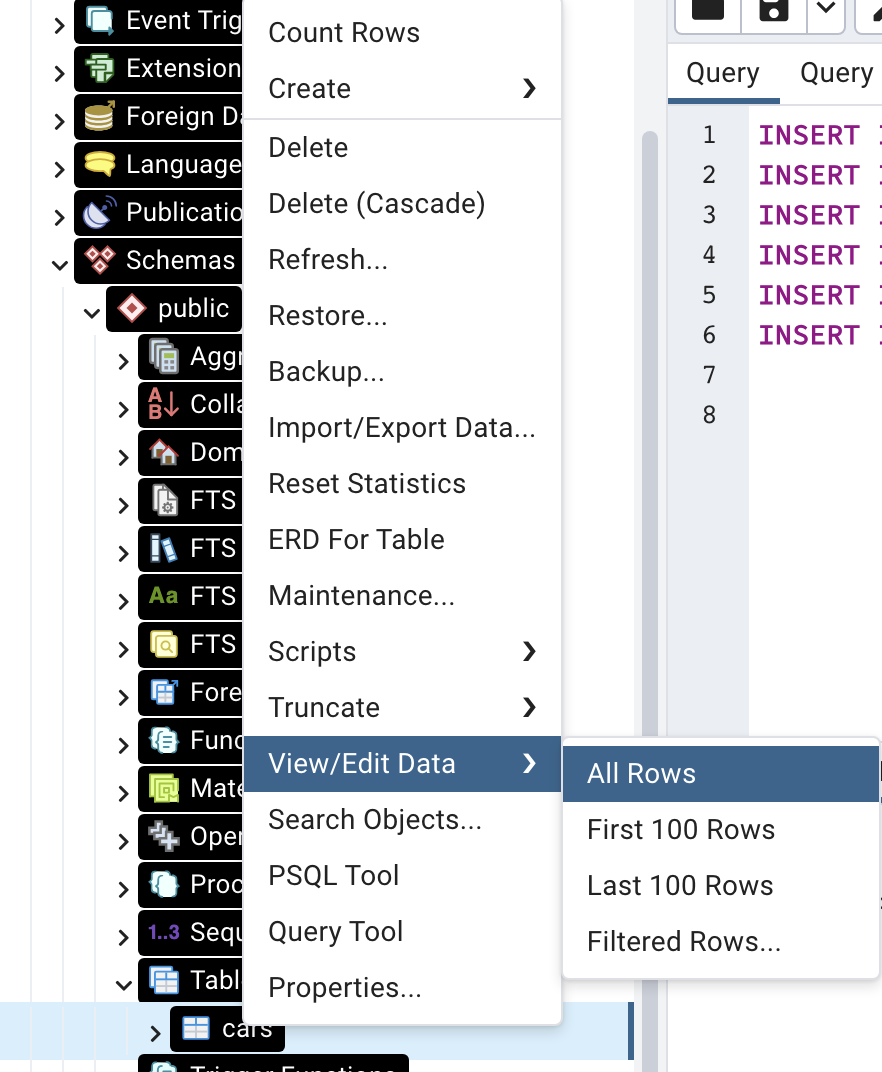 Event Trig
Extension
Foreign Da
Language
Publicatio
Schemas
public
Aggr
Colla
Dom
FTS
FTS
FTS
Aa
FTS
Fore
Func
Mate
Oper
Proc
1..3
Sequ
Tabl
cars
Trigger Functions
Count Rows
Create
Delete
Delete (Cascade)
Refresh...
Restore...
Backup...
Import/Export Data...
Reset Statistics
ERD For Table
Maintenance...
Scripts
Truncate
View/Edit Data
Search Objects...
PSQL Tool
Query Tool
Properties...
All Rows
First 100 Rows
Last 100 Rows
Filtered Rows...
Query Query
1 INSERT
2 INSERT
3 INSERT
4 INSERT
5 INSERT
6 INSERT
7
8